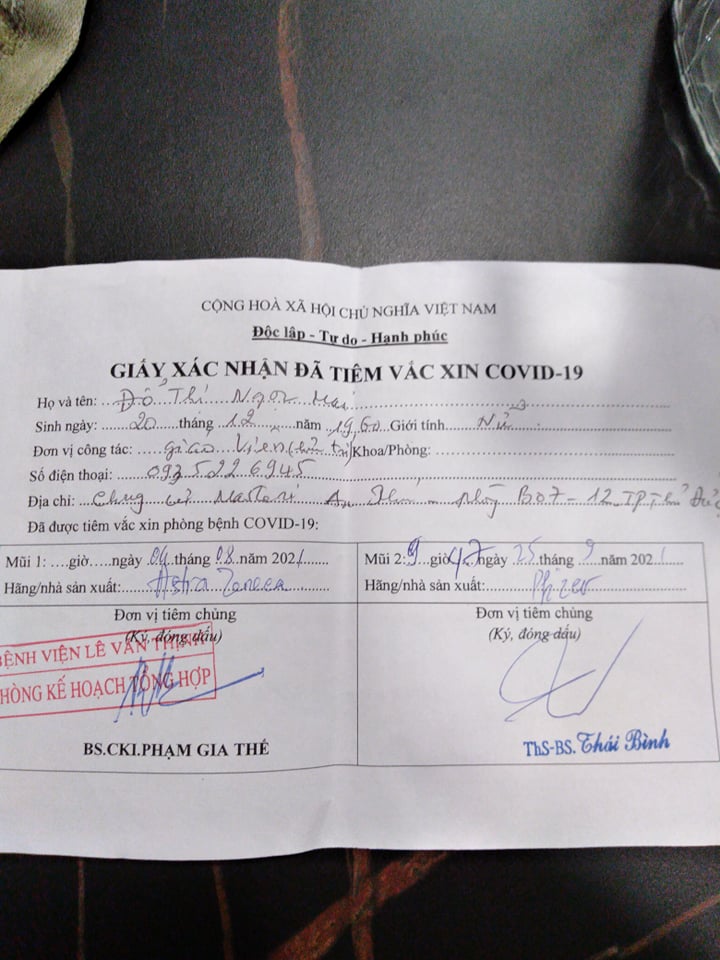 CỘNG HOÀ XÃ HỘI CHỦ NGHĨA VIỆT NAM
Độc lập - Tự do - Hạnh phúc
GIẤY XÁC NHẬN ĐÃ TIÊM VẮC XIN COVID-19
Họ và tên: Đỗ Thị Ngọc Mai
Sinh ngày: 20 tháng 12 năm 1960 Giới tính Nữ
Đơn vị công tác: giáo viên (hưu trí) Khoa/Phòng:
Số điện thoại: 0935226945
Địa chỉ: Chung cư Masteri An Phú phòng B07-12 TP Thủ Đức
Đã được tiêm vắc xin phòng bệnh COVID-19:
Mũi 1: ....giờ.....ngày 04 tháng 08 năm 2021
Hãng/nhà sản xuất: Astra Zeneca
Đơn vị tiêm chủng
(Ký, đóng dấu)
BỆNH VIỆN LÊ VĂN THỊNH
PHÒNG KẾ HOẠCH TỔNG HỢP
BS.CKI.PHẠM GIA THẾ
Mũi 2: 9 giờ 47 ngày 25 tháng 9 năm 2021
Hãng/nhà sản xuất: Pfizer
Đơn vị tiêm chủng
(Ký, đóng dấu)
ThS-BS. Thái Bình